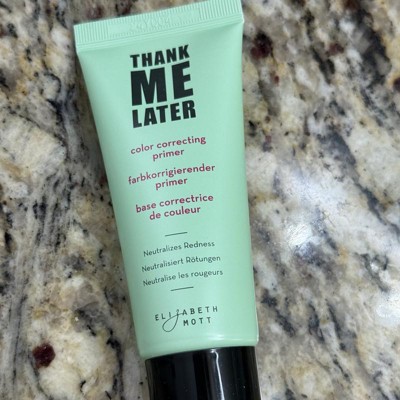 THANK
ME
LATER
color correcting
primer
farbkorrigierender
primer
base correctrice
de couleur
Neutralizes Redness
Neutralisiert Rötungen
Neutralise les rougeurs
ELIZABETH
MOTT